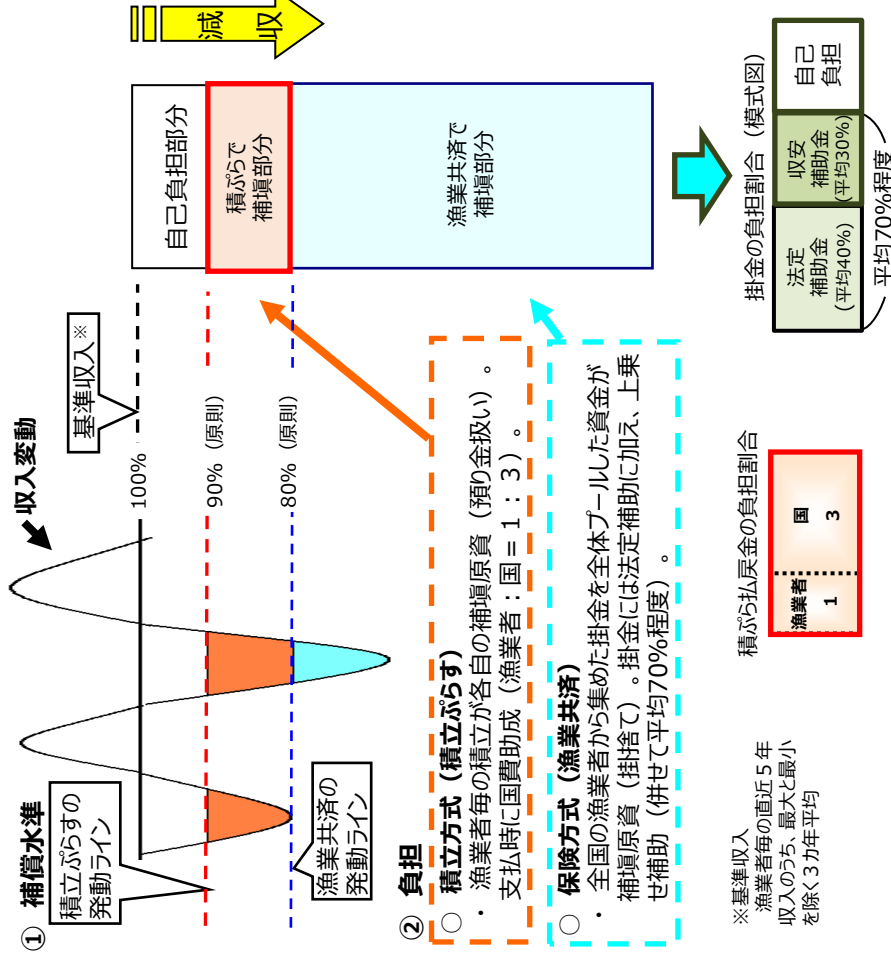 ① 補償水準
収入変動
積立ぷらすの
発動ライン
漁業共済の
発動ライン
100%
90%（原則）
80%（原則）
基準収入※
自己負担部分
積ぷらで
補塡部分
漁業共済で
補塡部分
減収
② 負担
○ 積立方式（積立ぷらす）
・ 漁業者毎の積立が各自の補塡原資（預り金扱い）。
支払時に国費助成（漁業者：国＝１：３）。
○ 保険方式（漁業共済）
・ 全国の漁業者から集めた掛金を全体プールした資金が
補塡原資（掛捨て）。掛金には法定補助に加え、上乗
せ補助（併せて平均70%程度）。
※基準収入
漁業者毎の直近５年
収入のうち、最大と最小
を除く３カ年平均
積ぷら払戻金の負担割合
漁業者
1
国
3
掛金の負担割合（模式図）
法定
補助金
(平均40%)
収安
補助金
(平均30%)
自己
負担
平均70%程度